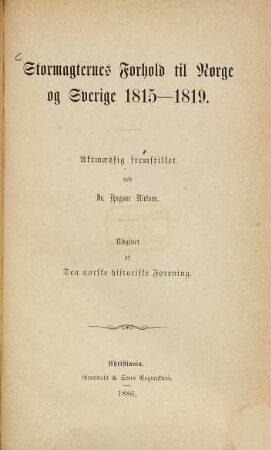 Stormagternes Forhold til Norge
og Sverige 1815—1819.
Aktmæssig fremstillet
ved
Dr. Yngvar Nielsen.
Udgivet
af
Den norske historiske Forening.
Christiania.
Grøndahl & Søns Bogtrykkeri.
1886.